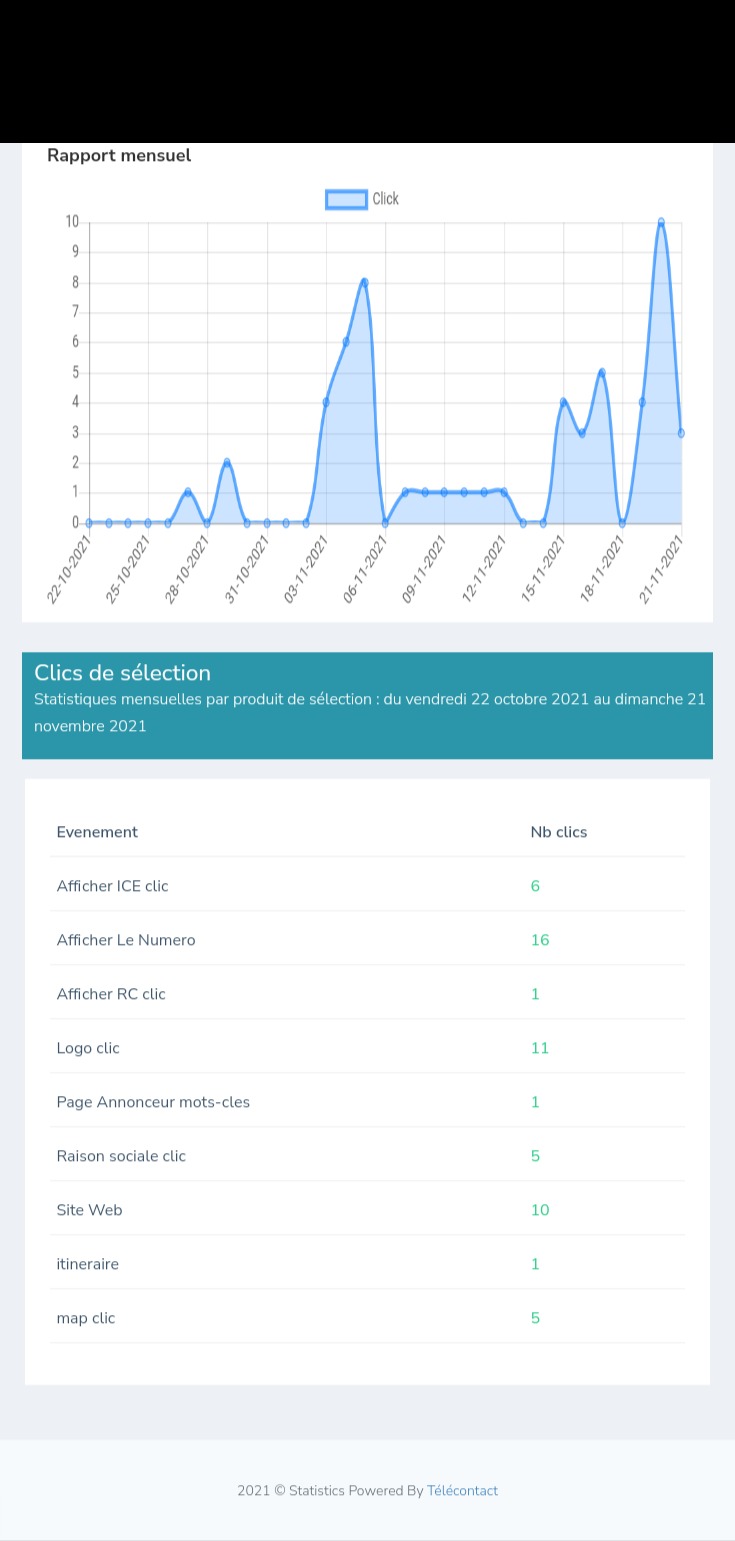 Rapport mensuel
Click
10
9
8
7
6
5
4
3
2
1
0
22-10-2021
25-10-2021
28-10-2021
31-10-2021
03-11-2021
06-11-2021
09-11-2021
12-11-2021
15-11-2021
18-11-2021
21-11-2021
Clics de sélection
Statistiques mensuelles par produit de sélection : du vendredi 22 octobre 2021 au dimanche 21
novembre 2021
Evenement Nb clics
Afficher ICE clic 6
Afficher Le Numero 16
Afficher RC clic 1
Logo clic 11
Page Annonceur mots-cles 1
Raison sociale clic 5
Site Web 10
itineraire 1
map clic 5
2021 © Statistics Powered By Télécontact